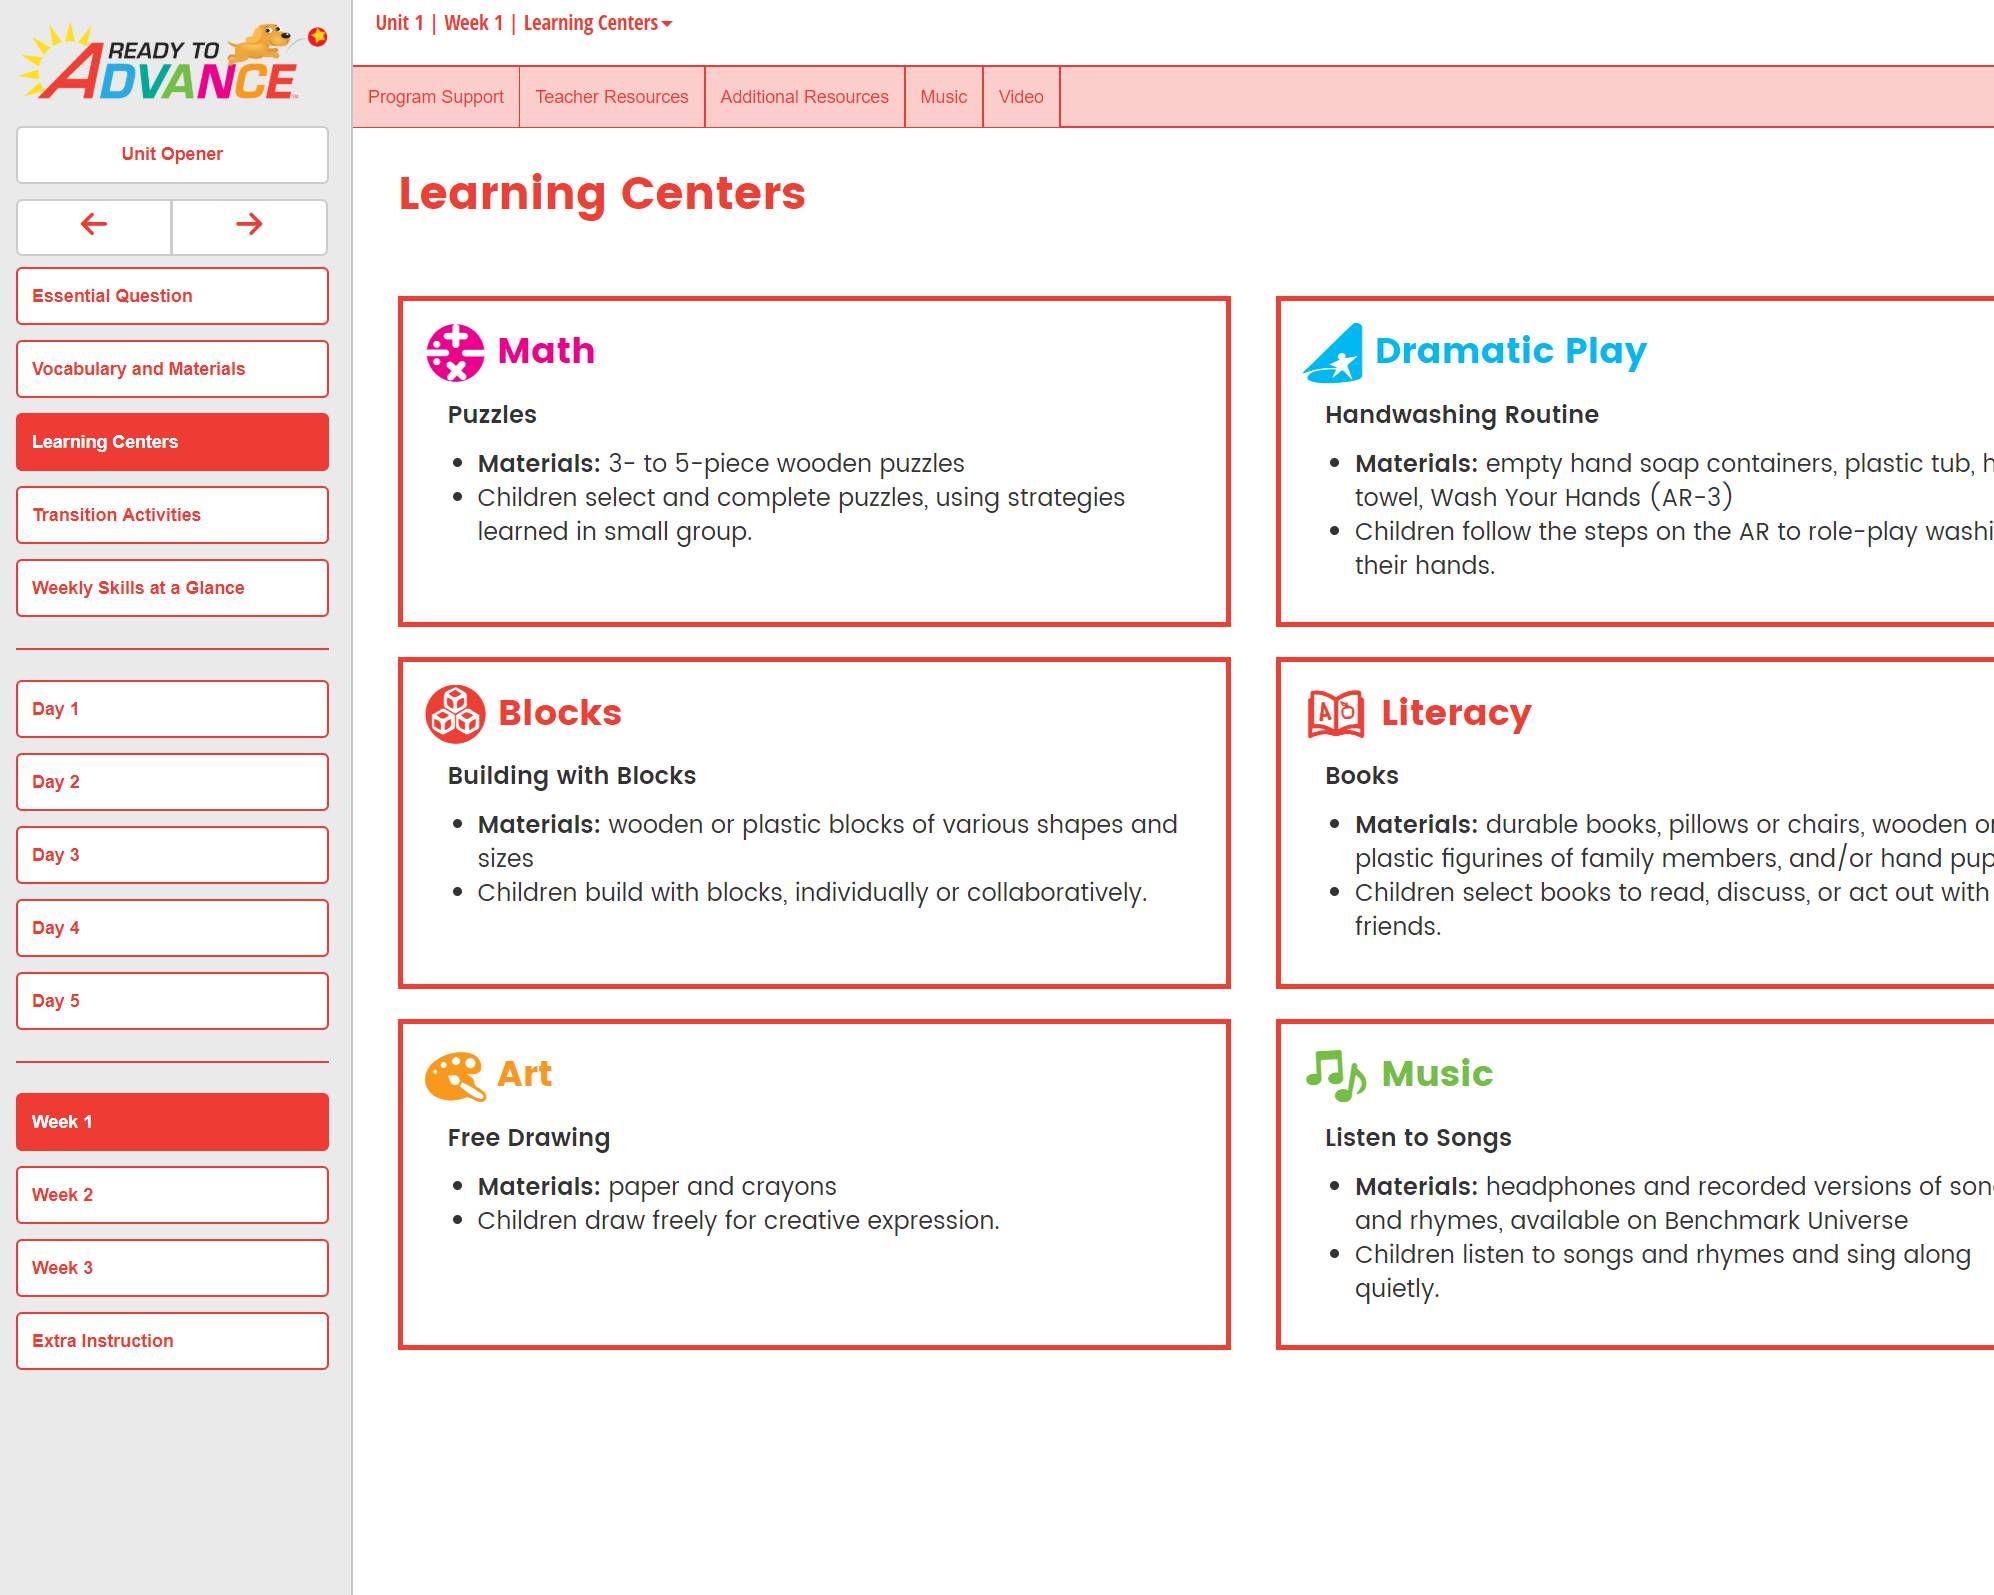 READY TO
ADVANCE
Unit Opener
Essential Question
Vocabulary and Materials
Learning Centers
Transition Activities
Weekly Skills at a Glance
Day 1
Day 2
Day 3
Day 4
Day 5
Week 1
Week 2
Week 3
Extra Instruction
Unit 1 | Week 1 | Learning Centers
Program Support
Teacher Resources
Additional Resources
Music
Video
Learning Centers
Math
Puzzles
Materials: 3- to 5-piece wooden puzzles
Children select and complete puzzles, using strategies
learned in small group.
Dramatic Play
Handwashing Routine
Materials: empty hand soap containers, plastic tub,
towel, Wash Your Hands (AR-3)
Children follow the steps on the AR to role-play
their hands.
Blocks
Building with Blocks
Materials: wooden or plastic blocks of various shapes and
sizes
Children build with blocks, individually or collaboratively.
Literacy
Books
Materials: durable books, pillows or chairs, wooden or
plastic figurines of family members, and/or hand
Children select books to read, discuss, or act out with
friends.
Art
Free Drawing
Materials: paper and crayons
Children draw freely for creative expression.
Music
Listen to Songs
Materials: headphones and recorded versions of
and rhymes, available on Benchmark Universe
Children listen to songs and rhymes and sing along
quietly.